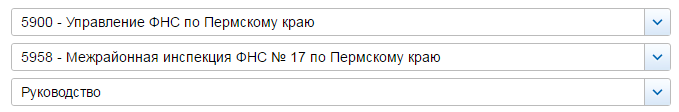 5900 - Управление ФНС по Пермскому краю
5958 - Межрайонная инспекция ФНС № 17 по Пермскому краю
Руководство